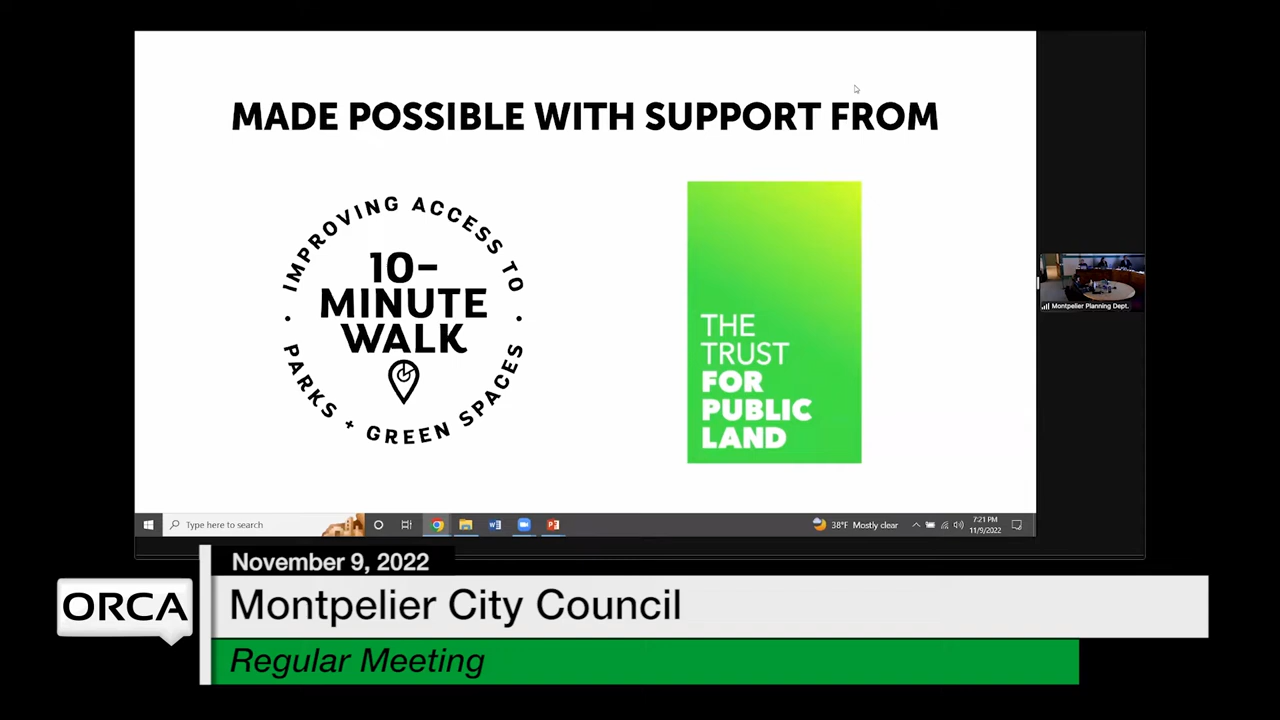 MADE POSSIBLE WITH SUPPORT FROM
IMPROVING ACCESS TO
10-
MINUTE
WALK
PARKS + GREEN SPACES
THE
TRUST
FOR
PUBLIC
LAND
Montpelier Planning Dept.
Type here to search
38°F Mostly clear
7:21 PM
11/9/2022
November 9, 2022
ORCA
Montpelier City Council
Regular Meeting